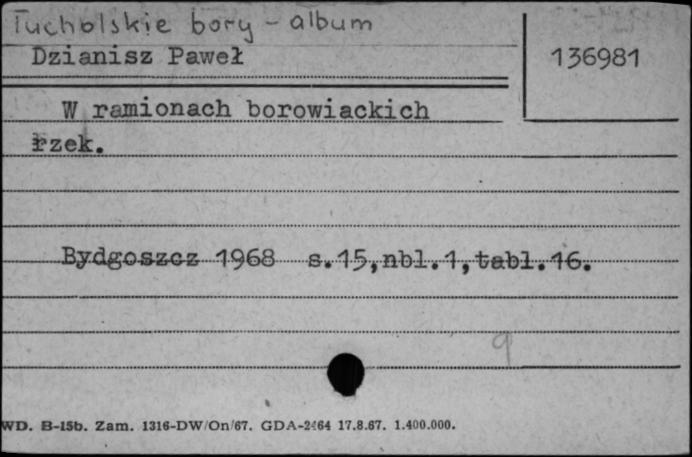 Tucholskie bory - album
Dzianisz Paweł
136981
W ramionach borowiackich
rzek.
Bydgoszcz 1968 s.15,nbl.1,tabl.16.
9
WD. B-15b. Zam. 1316-DW/On/67. GDA-2464 17.8.67. 1.400.000.